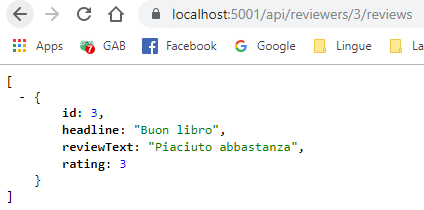 localhost:5001/api/reviewers/3/reviews
Apps GAB Facebook Google Lingue La
[
- {
id: 3,
headline: "Buon libro",
reviewText: "Piaciuto abbastanza",
rating: 3
}
]